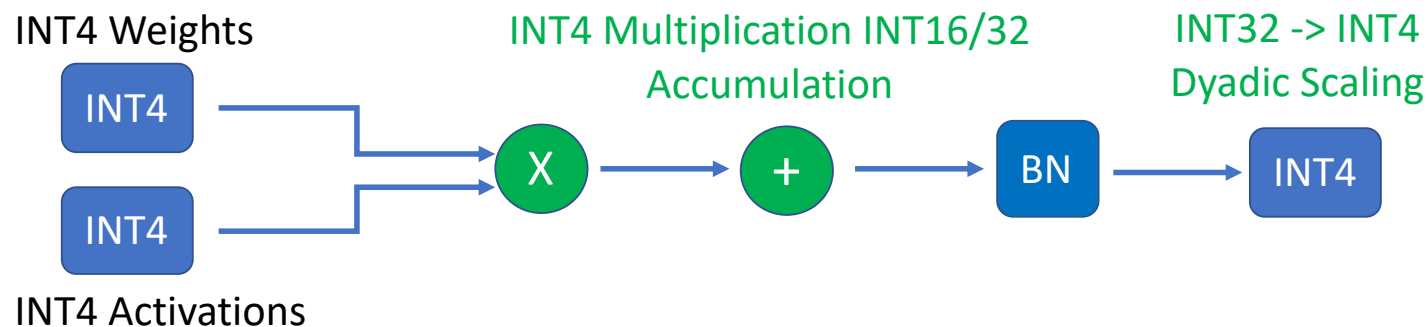 INT4 Weights
INT4
INT4
INT4 Activations
INT4 Multiplication INT16/32
Accumulation
X
+
BN
INT32 -> INT4
Dyadic Scaling
INT4